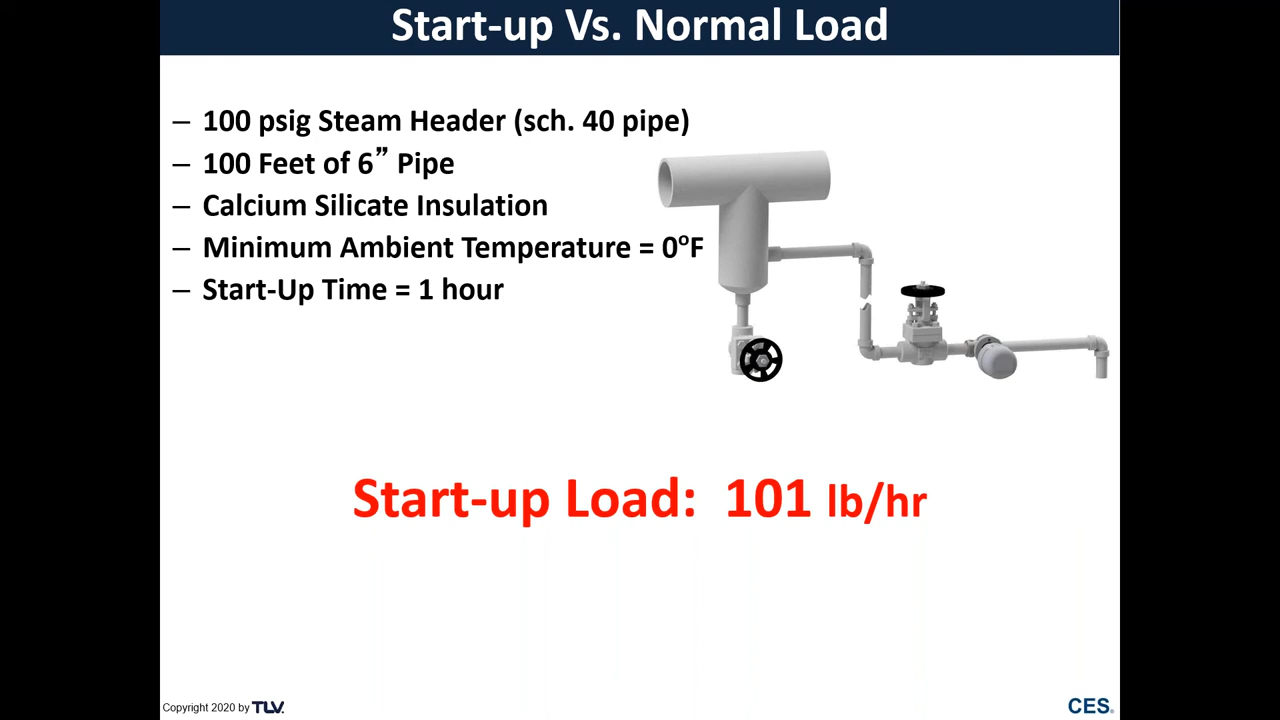 Start-up Vs. Normal Load
– 100 psig Steam Header (sch. 40 pipe)
– 100 Feet of 6” Pipe
– Calcium Silicate Insulation
– Minimum Ambient Temperature = 0ºF
– Start-Up Time = 1 hour
Start-up Load: 101 lb/hr
Copyright 2020 by TLV.
CES